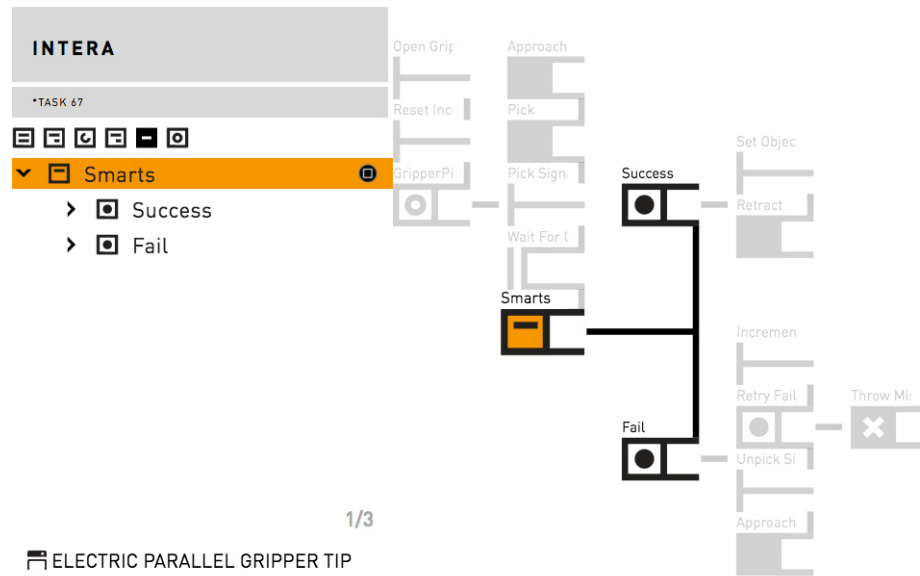 INTERA
*TASK 67
Smarts
Success
Fail
1/3
ELECTRIC PARALLEL GRIPPER TIP
Open Grip
Reset Inc
GripperPi
Approach
Pick
Pick Sign
Wait For
Smarts
Success
Fail
Set Objec
Retract
Incremen
Retry Fail
Unpick Si
Approach
Throw Mi